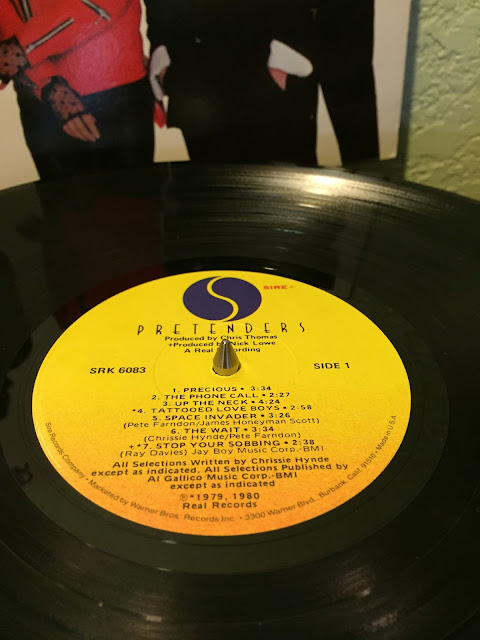 SIRE
PRETENDERS
Produced by Chris Thomas
+Produced by Nick Lowe
A Real Recording
SRK 6083
SIDE 1
1. PRECIOUS • 3:34
2. THE PHONE CALL • 2:27
3. UP THE NECK • 4:24
*4. TATTOOED LOVE BOYS • 2:58
5. SPACE INVADER • 3:26
(Pete Farndon/James Honeyman Scott)
6. THE WAIT • 3:34
(Chrissie Hynde/Pete Farndon)
+*7. STOP YOUR SOBBING • 2:38
(Ray Davies) Jay Boy Music Corp.-BMI
All Selections Written by Chrissie Hynde
except as indicated. All Selections Published by
Al Gallico Music Corp.-BMI
except as indicated
℗*1979, 1980
Real Records
Sire Records Company • Marketed by Warner Bros. Records Inc. • 3300 Warner Blvd., Burbank, Calif. 91510 • Made in U.S.A.